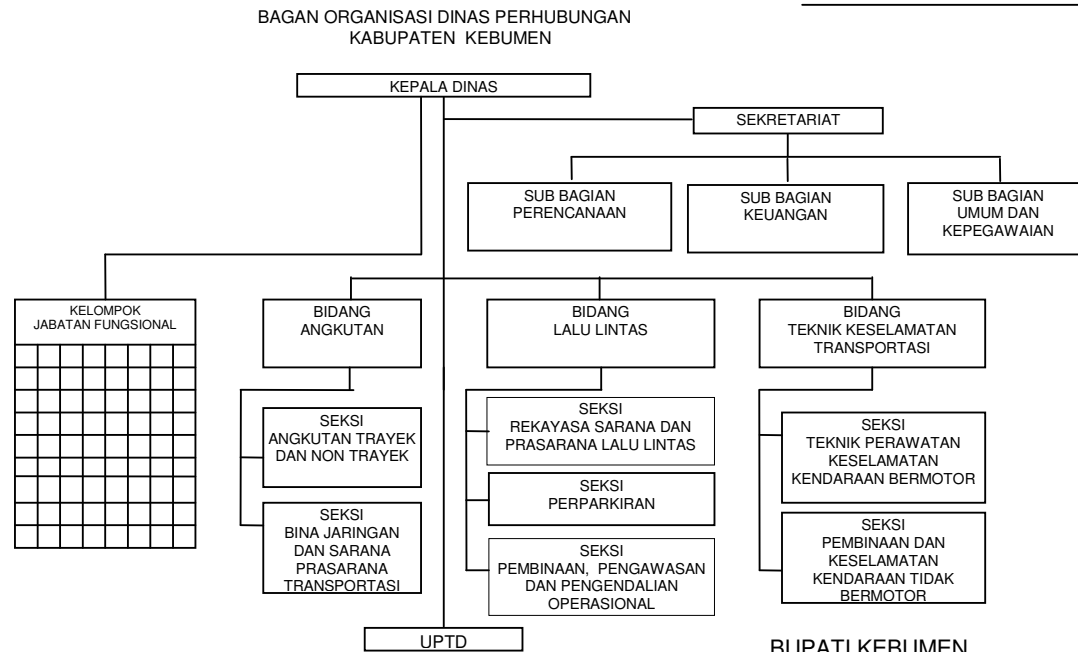 BAGAN ORGANISASI DINAS PERHUBUNGAN
KABUPATEN KEBUMEN
KEPALA DINAS
SEKRETARIAT
SUB BAGIAN
PERENCANAAN
SUB BAGIAN
KEUANGAN
SUB BAGIAN
UMUM DAN
KEPEGAWAIAN
KELOMPOK
JABATAN FUNGSIONAL
BIDANG
ANGKUTAN
BIDANG
LALU LINTAS
BIDANG
TEKNIK KESELAMATAN
TRANSPORTASI
SEKSI
ANGKUTAN TRAYEK
DAN NON TRAYEK
SEKSI
BINA JARINGAN
DAN SARANA
PRASARANA
TRANSPORTASI
SEKSI
REKAYASA SARANA DAN
PRASARANA LALU LINTAS
SEKSI
PERPARKIRAN
SEKSI
PEMBINAAN, PENGAWASAN
DAN PENGENDALIAN
OPERASIONAL
SEKSI
TEKNIK PERAWATAN
KESELAMATAN
KENDARAAN BERMOTOR
SEKSI
PEMBINAAN DAN
KESELAMATAN
KENDARAAN TIDAK
BERMOTOR
UPTD
BUPATI KEBUMEN